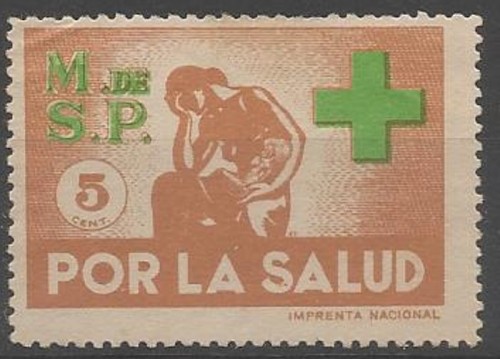 M. DE
S.P.
5
CENT.
POR LA SALUD
IMPRENTA NACIONAL